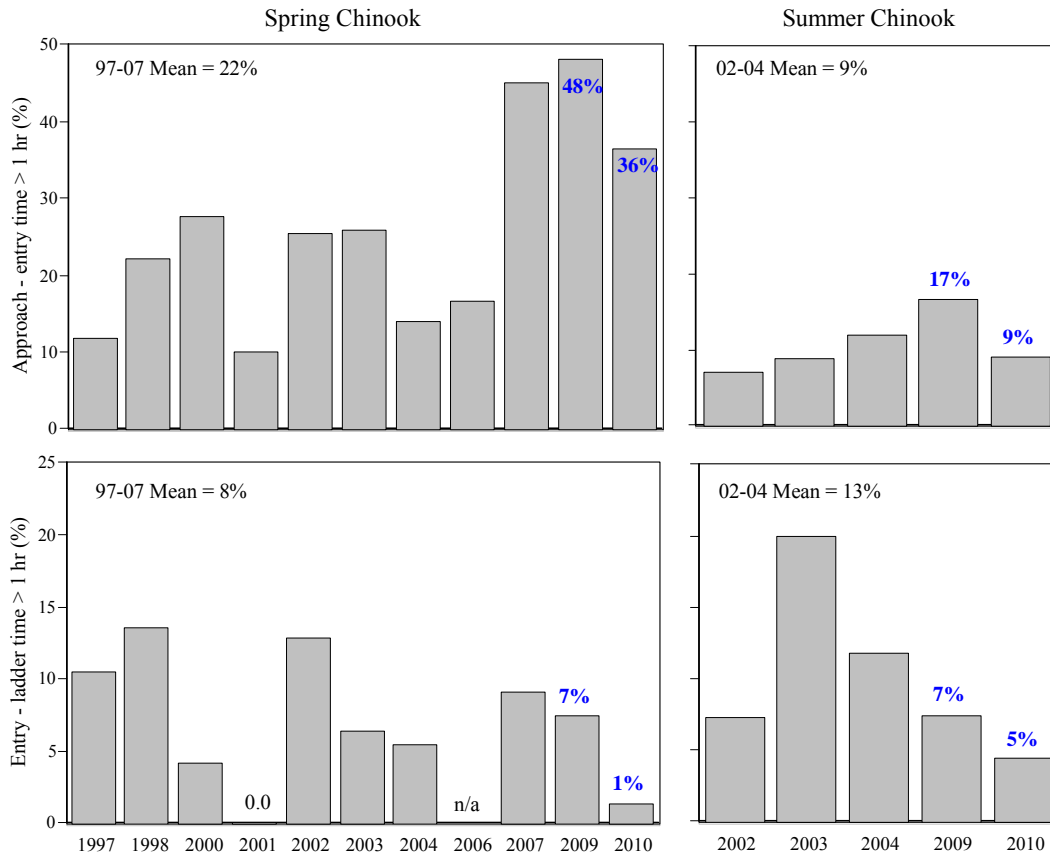 Spring Chinook
Summer Chinook
Approach - entry time > 1 hr (%)
50
40
30
20
10
0
97-07 Mean = 22%
48%
36%
02-04 Mean = 9%
17%
9%
Entry - ladder time > 1 hr (%)
25
20
15
10
5
0
97-07 Mean = 8%
0.0
n/a
7%
1%
1997 1998 2000 2001 2002 2003 2004 2006 2007 2009 2010
02-04 Mean = 13%
7%
5%
2002 2003 2004 2009 2010